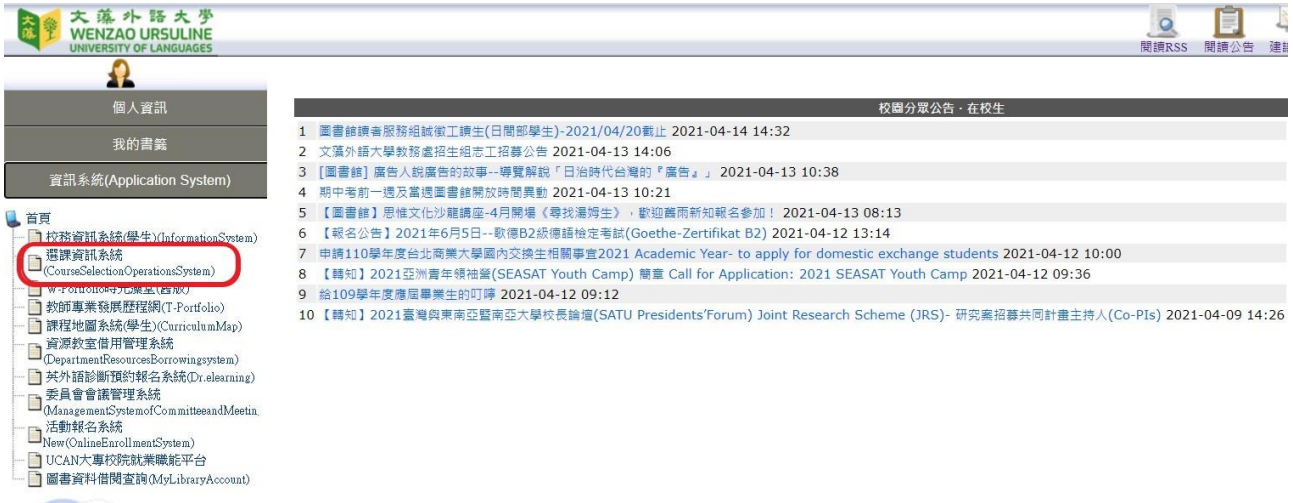 文藻
文藻外語大學
WENZAO URSULINE
UNIVERSITY OF LANGUAGES
閱讀RSS 閱讀公告
個人資訊
我的書籤
資訊系統(Application System)
首頁
校務資訊系統(學生)(InformationSystem)
選課資訊系統
(CourseSelectionOperationsSystem)
教師專業發展歷程網(T-Portfolio)
課程地圖系統(學生)(CurriculumMap)
資源教室借用管理系統
(DepartmentResourcesBorrowingsystem)
英外語診斷預約報名系統(Dr.elearning)
委員會會議管理系統
(ManagementSystemofCommitteeandMeetin
活動報名系統
New(OnlineEnrollmentSystem)
UCAN大專校院就業職能平台
圖書資料借閱查詢(MyLibraryAccount)
校園分眾公告‧在校生
1 圖書館讀者服務組誠徵工讀生(日間部學生)-2021/04/20截止 2021-04-14 14:32
2 文藻外語大學教務處招生組志工招募公告 2021-04-13 14:06
3 [圖書館] 廣告人說廣告的故事--導覽解說「日治時代台灣的『廣告』」 2021-04-13 10:38
4 期中考前一週及當週圖書館開放時間異動 2021-04-13 10:21
5 【圖書館】思惟文化沙龍講座-4月開場《尋找湯姆生》，歡迎舊雨新知報名參加！ 2021-04-13 08:13
6 【報名公告】2021年6月5日--歌德B2級德語檢定考試(Goethe-Zertifikat B2) 2021-04-12 13:14
7 申請110學年度台北商業大學國內交換生相關事宜2021 Academic Year- to apply for domestic exchange students 2021-04-12 10:00
8 【轉知】2021亞洲青年領袖營(SEASAT Youth Camp) 簡章 Call for Application: 2021 SEASAT Youth Camp 2021-04-12 09:36
9 給109學年度應屆畢業生的叮嚀 2021-04-12 09:12
10 【轉知】2021臺灣與東南亞暨南亞大學校長論壇(SATU Presidents'Forum) Joint Research Scheme (JRS)- 研究案招募共同計畫主持人(Co-PIs) 2021-04-09 14:26